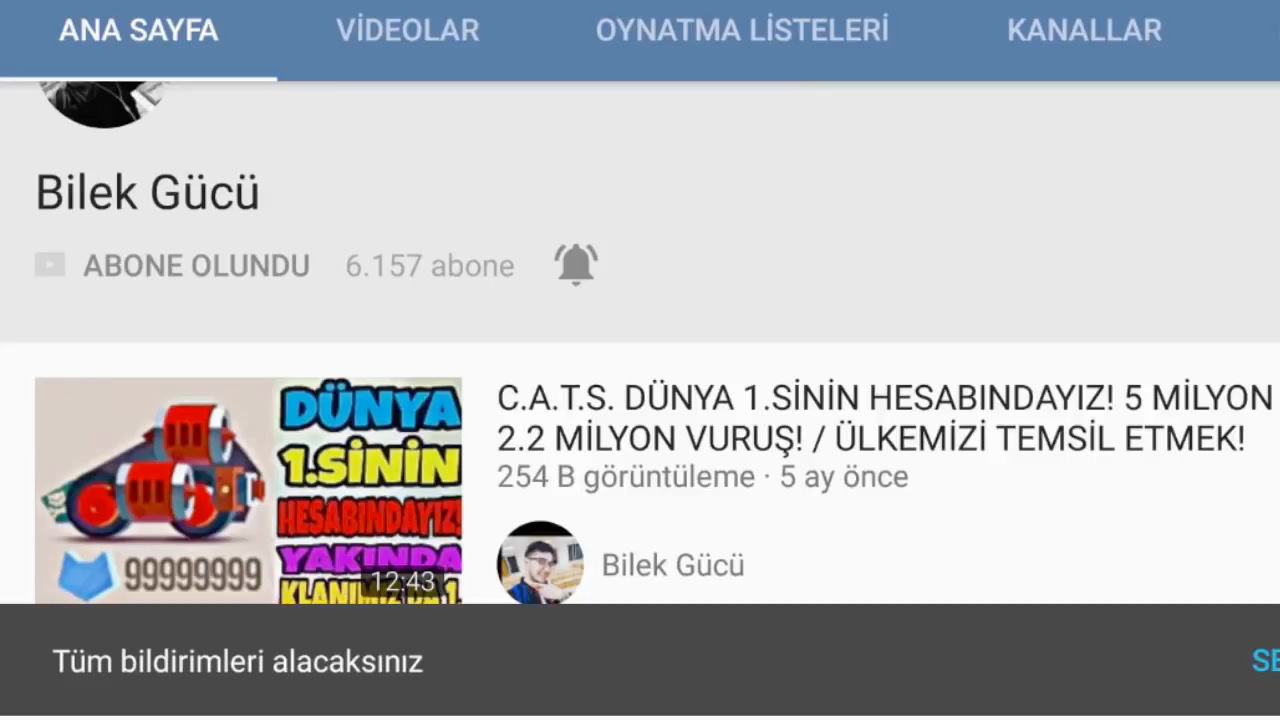 ANA SAYFA VİDEOLAR OYNATMA LİSTELERİ KANALLAR
Bilek Gücü
ABONE OLUNDU 6.157 abone
C.A.T.S. DÜNYA 1.SİNİN HESABINDAYIZ! 5 MİLYON
2.2 MİLYON VURUŞ! / ÜLKEMİZİ TEMSİL ETMEK!
254 B görüntüleme · 5 ay önce
Bilek Gücü
DÜNYA
1.SİNİN
HESABINDAYIZ!
YAKINDA
99999999
12:43
Tüm bildirimleri alacaksınız